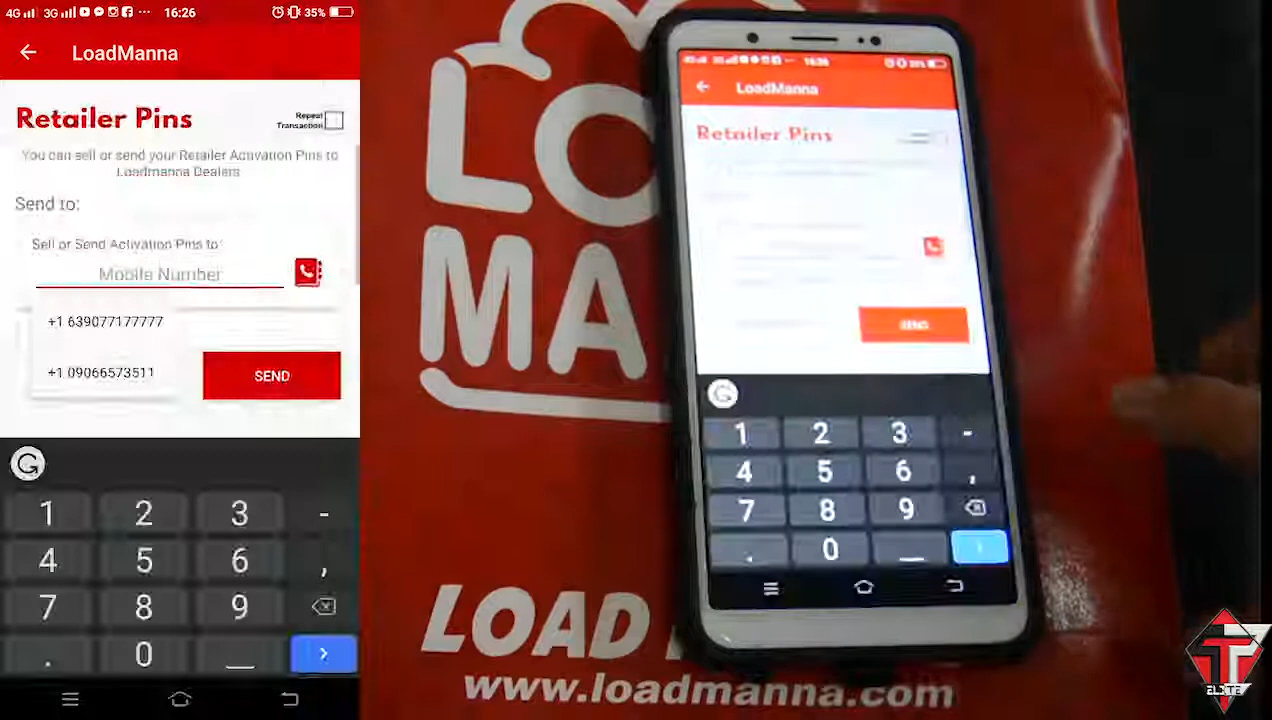 4G 3G ... 16:26 35%
LoadManna
Retailer Pins
Repeat
Transaction
You can sell or send your Retailer Activation Pins to
Loadmanna Dealers
Send to:
Sell or Send Activation Pins to:
Mobile Number
+1 639077177777
+1 09066573511
SEND
1 2 3 -
4 5 6 ,
7 8 9
. 0
LO
MA
LOAD
www.loadmanna.com
16:26
LoadManna
Retailer Pins
SEND
1 2 3 -
4 5 6 ,
7 8 9
. 0
ELITE